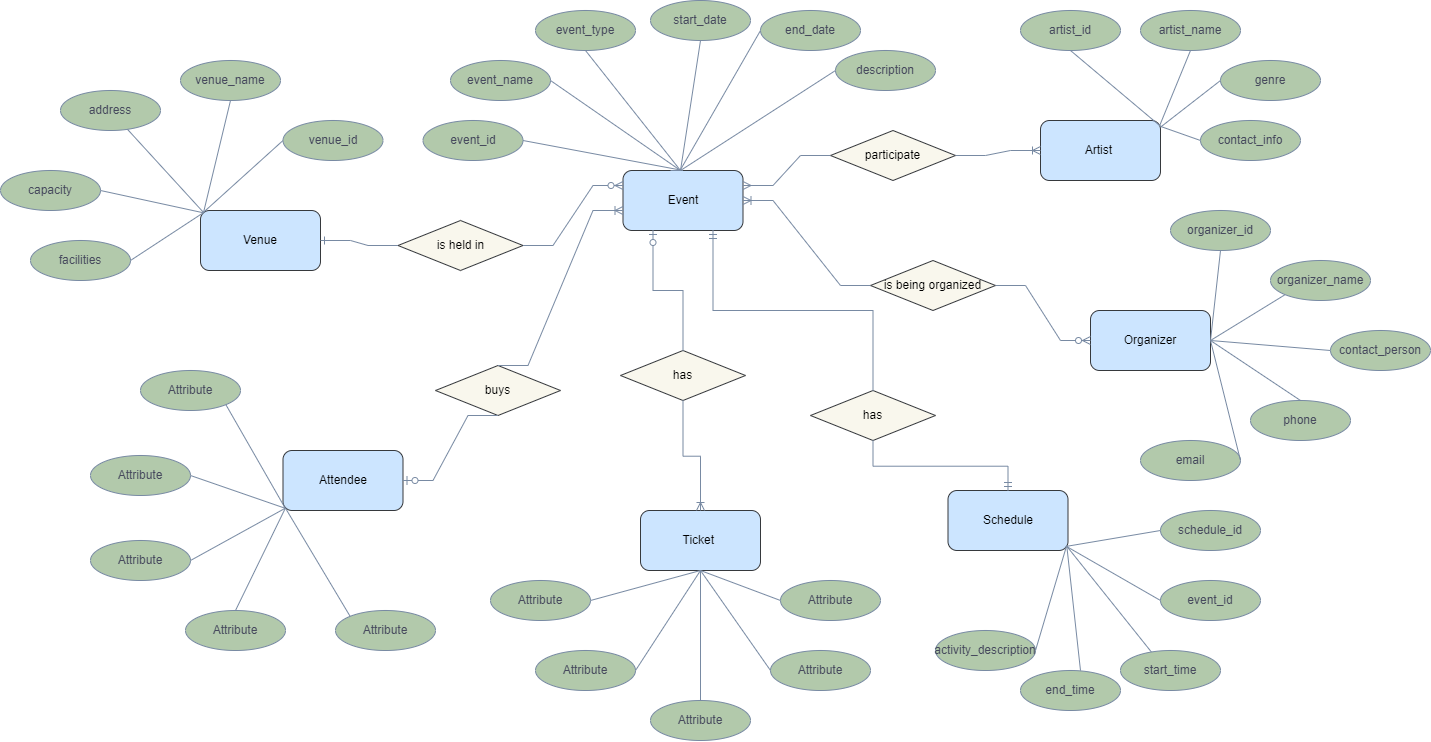 start_date
event_type
end_date
artist_id
artist_name
description
venue_name
event_name
genre
address
venue_id
event_id
contact_info
participate
Artist
capacity
Event
Venue
is held in
organizer_id
facilities
is being organized
organizer_name
Organizer
contact_person
has
buys
Attribute
has
phone
email
Attribute
Attendee
Ticket
Schedule
schedule_id
Attribute
Attribute
Attribute
event_id
Attribute
Attribute
activity_description
Attribute
Attribute
start_time
end_time
Attribute